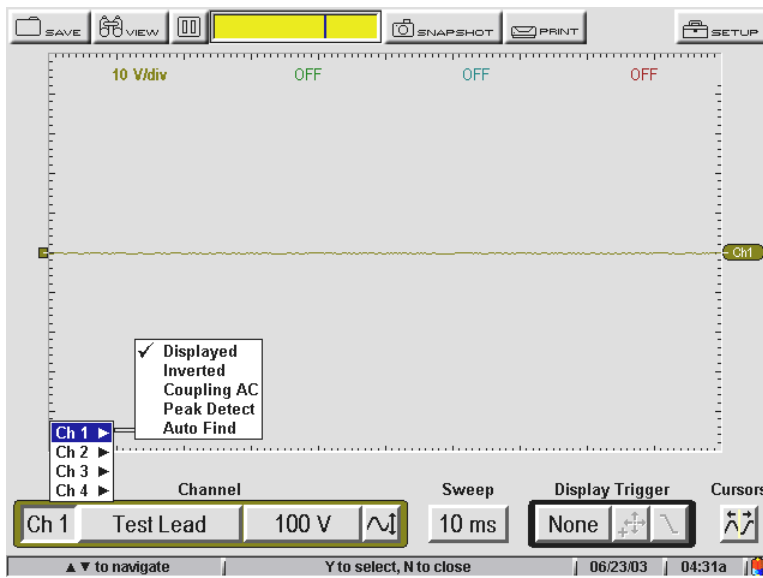 SAVE VIEW SNAPSHOT PRINT SETUP
10 V/div OFF OFF OFF
Ch1
Displayed
Inverted
Coupling AC
Peak Detect
Auto Find
Ch 1
Ch 2
Ch 3
Ch 4
Channel Sweep Display Trigger Cursors
Ch 1 Test Lead 100 V 10 ms None
▲▼ to navigate Y to select, N to close 06/23/03 04:31a